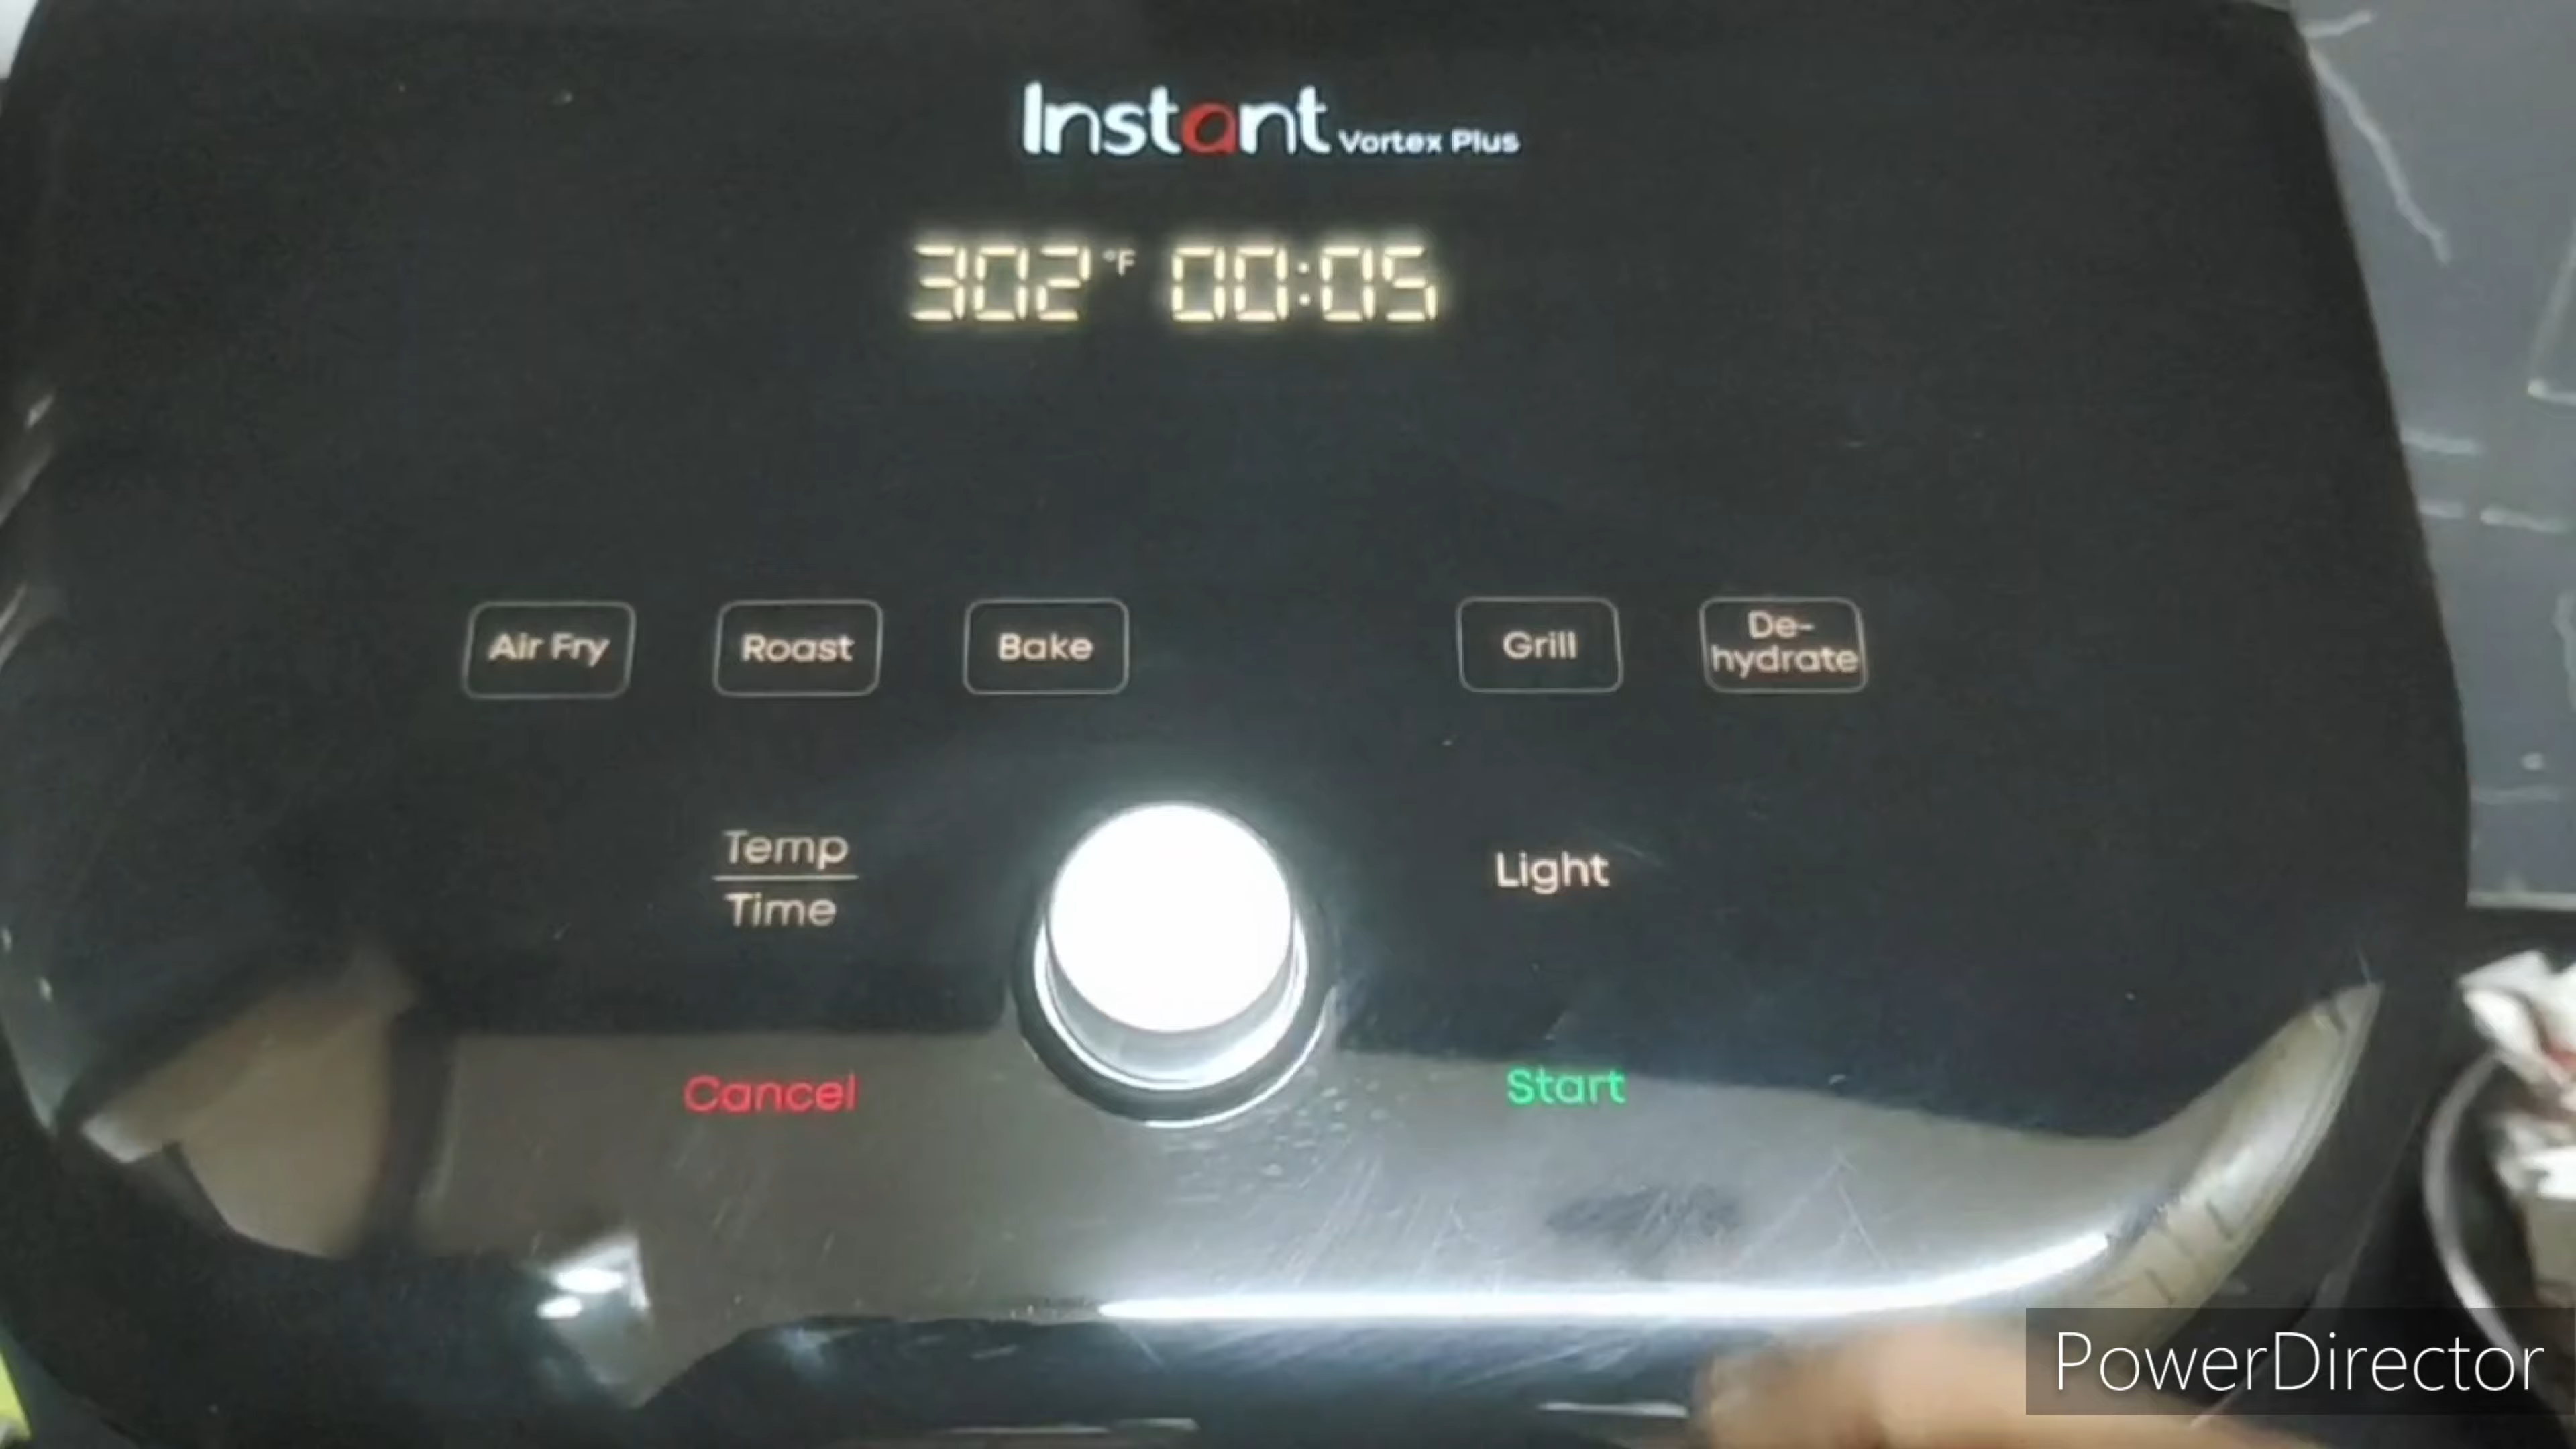 Instant Vortex Plus
302 °F 00:05
Air Fry Roast Bake Grill De-
hydrate
Temp
Time
Light
Cancel Start
PowerDirector